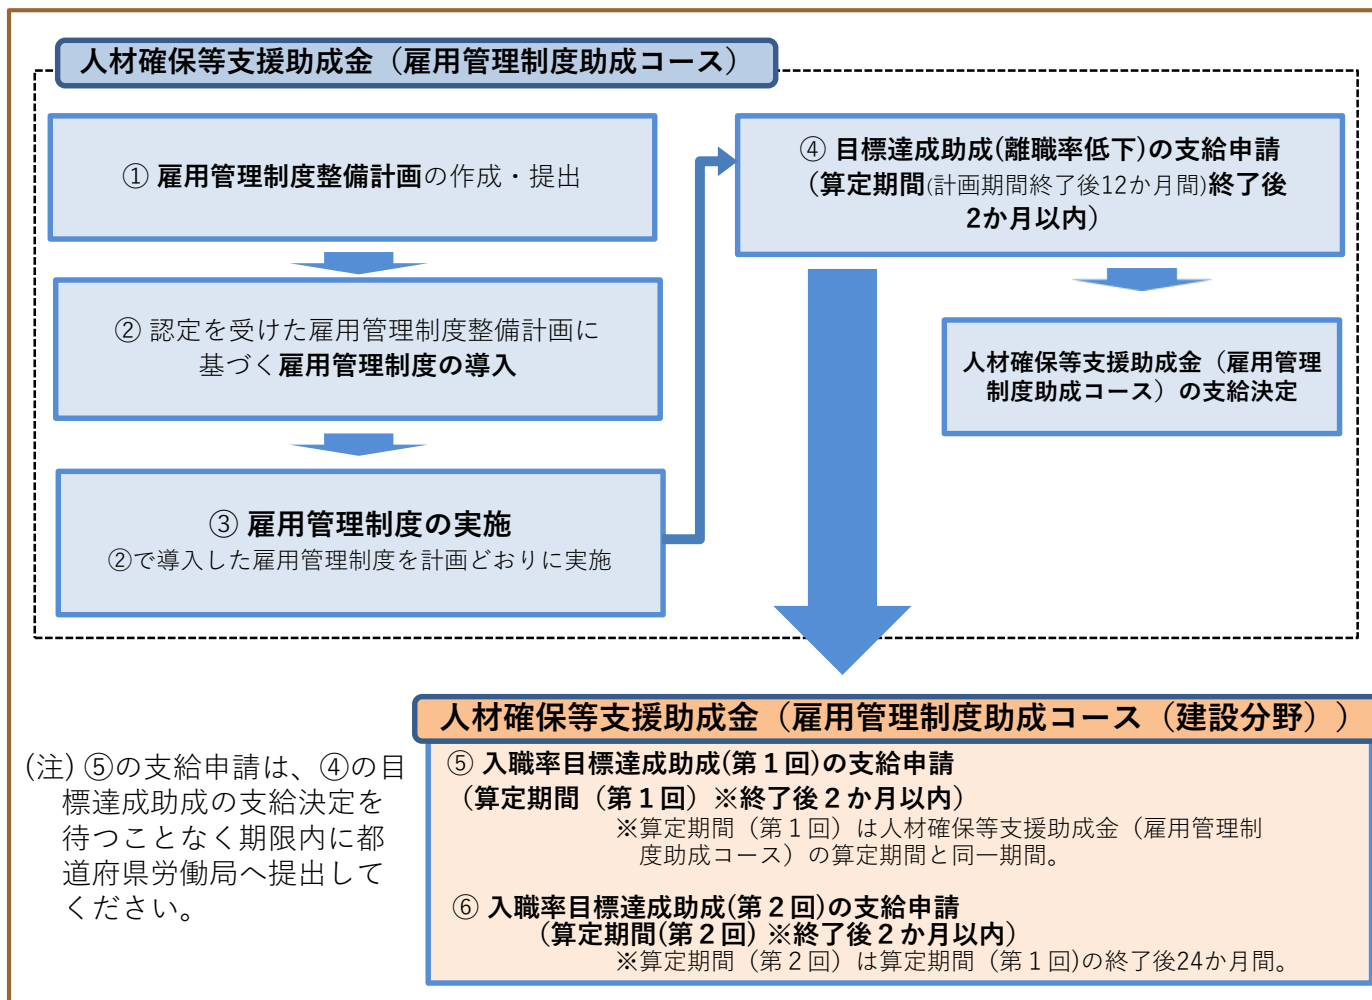 人材確保等支援助成金（雇用管理制度助成コース）
① 雇用管理制度整備計画の作成・提出
② 認定を受けた雇用管理制度整備計画に
基づく雇用管理制度の導入
③ 雇用管理制度の実施
②で導入した雇用管理制度を計画どおりに実施
④ 目標達成助成(離職率低下)の支給申請
（算定期間(計画期間終了後12か月間)終了後
2か月以内）
人材確保等支援助成金（雇用管理
制度助成コース）の支給決定
人材確保等支援助成金（雇用管理制度助成コース（建設分野））
⑤ 入職率目標達成助成(第１回)の支給申請
（算定期間（第１回）※終了後２か月以内）
※算定期間（第１回）は人材確保等支援助成金（雇用管理制
度助成コース）の算定期間と同一期間。
⑥ 入職率目標達成助成(第２回)の支給申請
（算定期間(第２回) ※終了後２か月以内）
※算定期間（第２回）は算定期間（第１回)の終了後24か月間。
(注) ⑤の支給申請は、④の目
標達成助成の支給決定を
待つことなく期限内に都
道府県労働局へ提出して
ください。